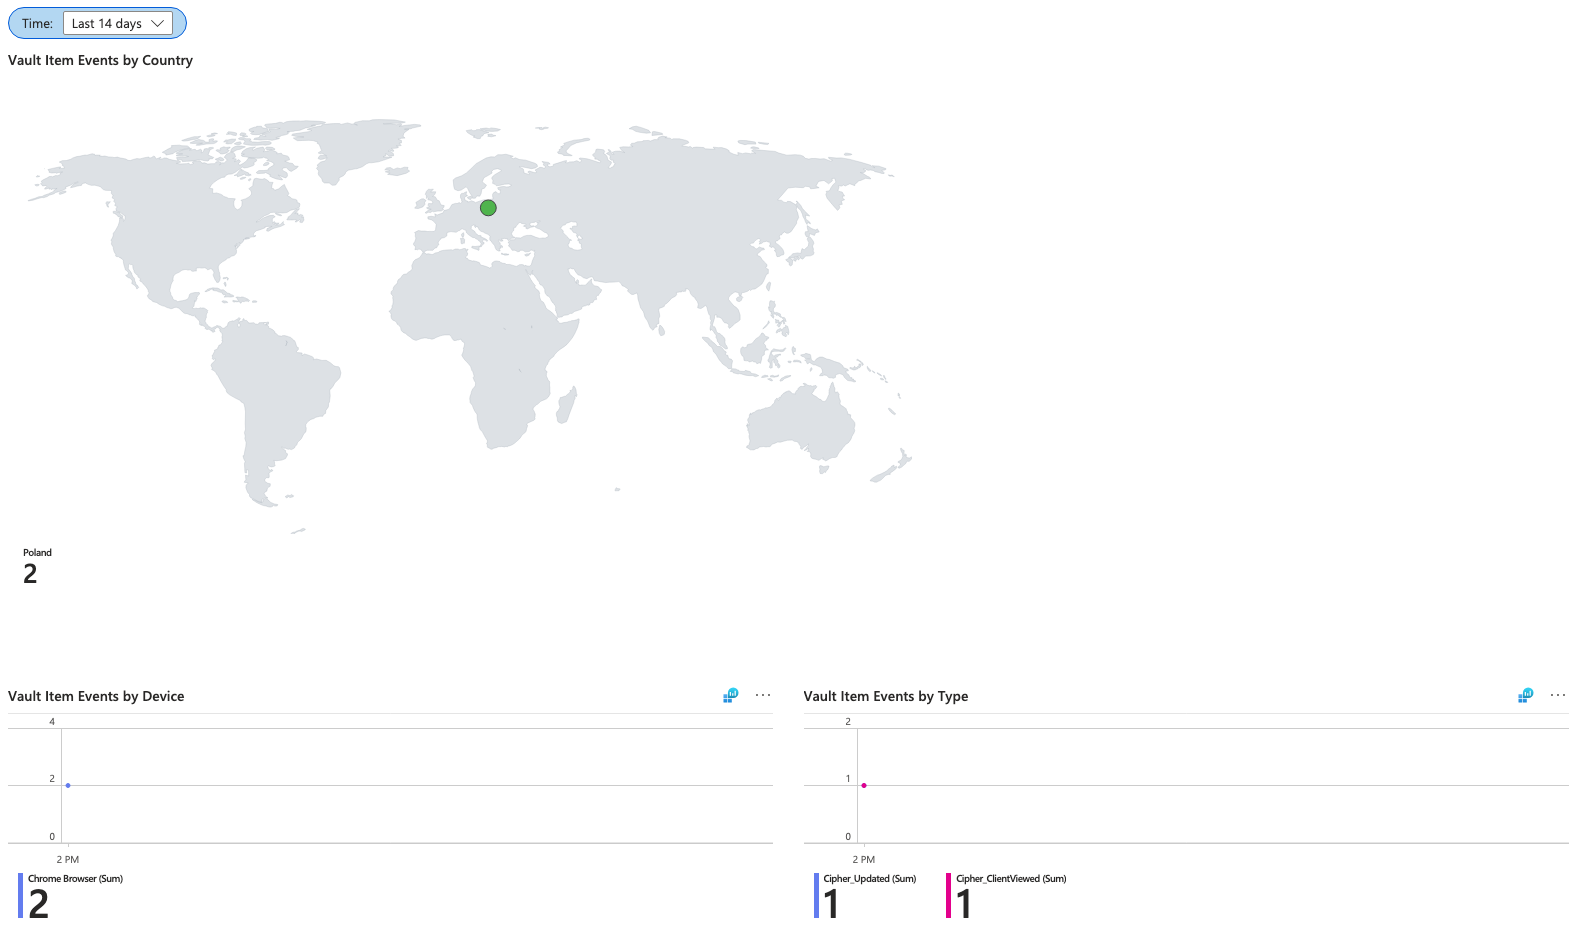 Time: Last 14 days
Vault Item Events by Country
Poland
2
Vault Item Events by Device
4
2
0
2 PM
Chrome Browser (Sum)
2
Vault Item Events by Type
2
1
0
2 PM
Cipher_Updated (Sum)
1
Cipher_ClientViewed (Sum)
1